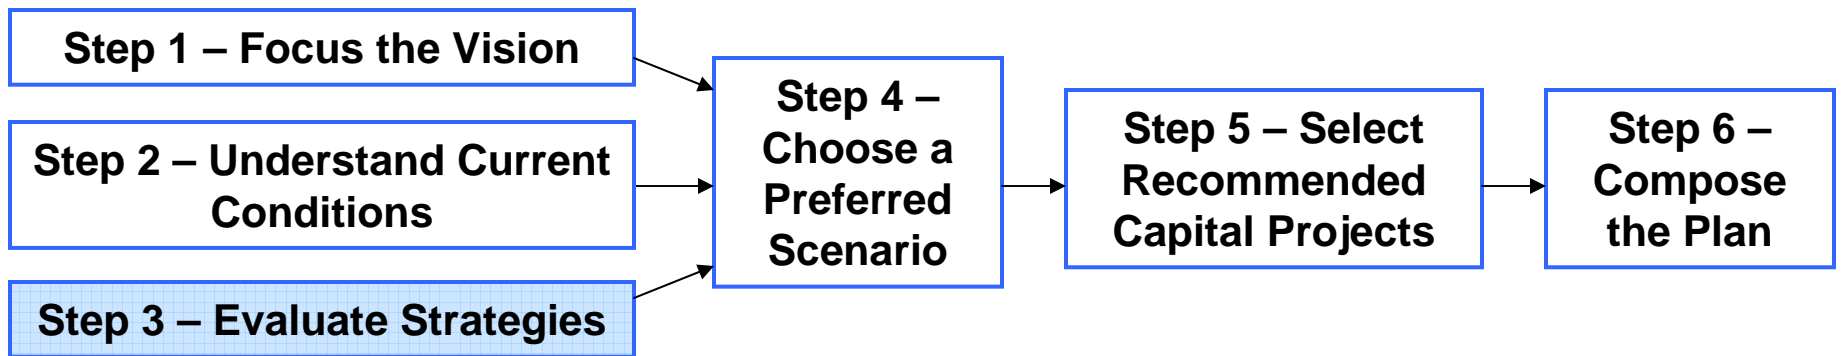 Step 1 – Focus the Vision
Step 2 – Understand Current
Conditions
Step 3 – Evaluate Strategies
Step 4 –
Choose a
Preferred
Scenario
Step 5 – Select
Recommended
Capital Projects
Step 6 –
Compose
the Plan